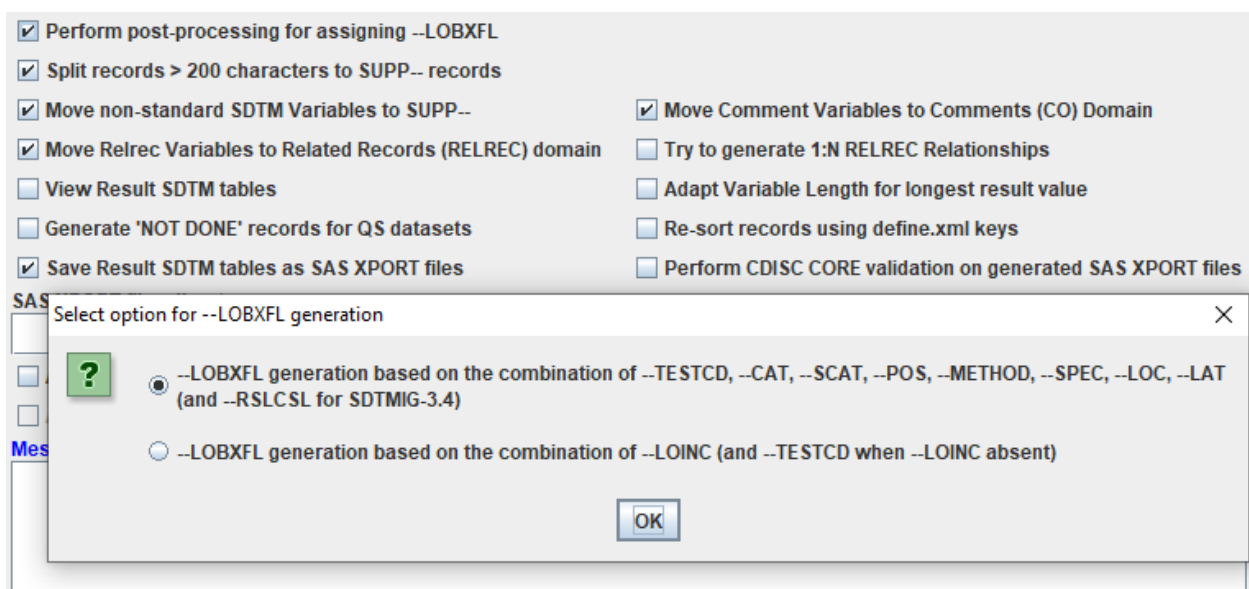 Perform post-processing for assigning --LOBXFL
Split records > 200 characters to SUPP-- records
Move non-standard SDTM Variables to SUPP--
Move Comment Variables to Comments (CO) Domain
Move Relrec Variables to Related Records (RELREC) domain
Try to generate 1:N RELREC Relationships
View Result SDTM tables
Adapt Variable Length for longest result value
Generate 'NOT DONE' records for QS datasets
Re-sort records using define.xml keys
Save Result SDTM tables as SAS XPORT files
Perform CDISC CORE validation on generated SAS XPORT files
SAS
Select option for --LOBXFL generation
?
--LOBXFL generation based on the combination of --TESTCD, --CAT, --SCAT, --POS, --METHOD, --SPEC, --LOC, --LAT
(and --RSLCSL for SDTMIG-3.4)
Mes
--LOBXFL generation based on the combination of --LOINC (and --TESTCD when --LOINC absent)
OK